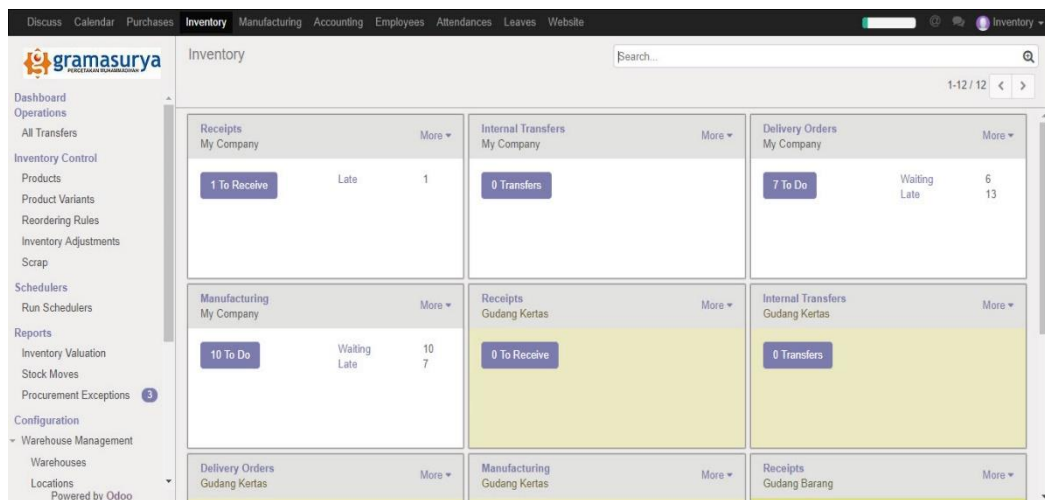 Discuss Calendar Purchases Inventory Manufacturing Accounting Employees Attendances Leaves Website
@ Inventory
gramasurya
PERCETAKAN MUHAMMADIYAH
Inventory
Search...
1-12 / 12
Dashboard
Operations
All Transfers
Inventory Control
Products
Product Variants
Reordering Rules
Inventory Adjustments
Scrap
Schedulers
Run Schedulers
Reports
Inventory Valuation
Stock Moves
Procurement Exceptions 3
Configuration
Warehouse Management
Warehouses
Locations
Powered by Odoo
Receipts More
My Company
1 To Receive Late 1
Internal Transfers More
My Company
0 Transfers
Delivery Orders More
My Company
7 To Do Waiting 6
Late 13
Manufacturing More
My Company
10 To Do Waiting 10
Late 7
Receipts More
Gudang Kertas
0 To Receive
Internal Transfers More
Gudang Kertas
0 Transfers
Delivery Orders More
Gudang Kertas
Manufacturing More
Gudang Kertas
Receipts More
Gudang Barang